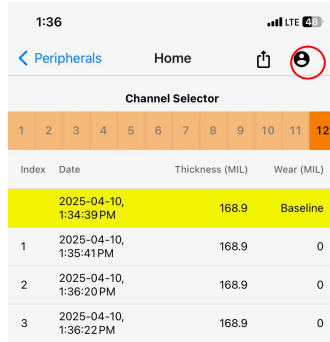 1:36 LTE 48
Peripherals Home
Channel Selector
1 2 3 4 5 6 7 8 9 10 11 12
Index Date Thickness (MIL) Wear (MIL)
2025-04-10,
1:34:39 PM 168.9 Baseline
1 2025-04-10,
1:35:41 PM 168.9 0
2 2025-04-10,
1:36:20 PM 168.9 0
3 2025-04-10,
1:36:22 PM 168.9 0